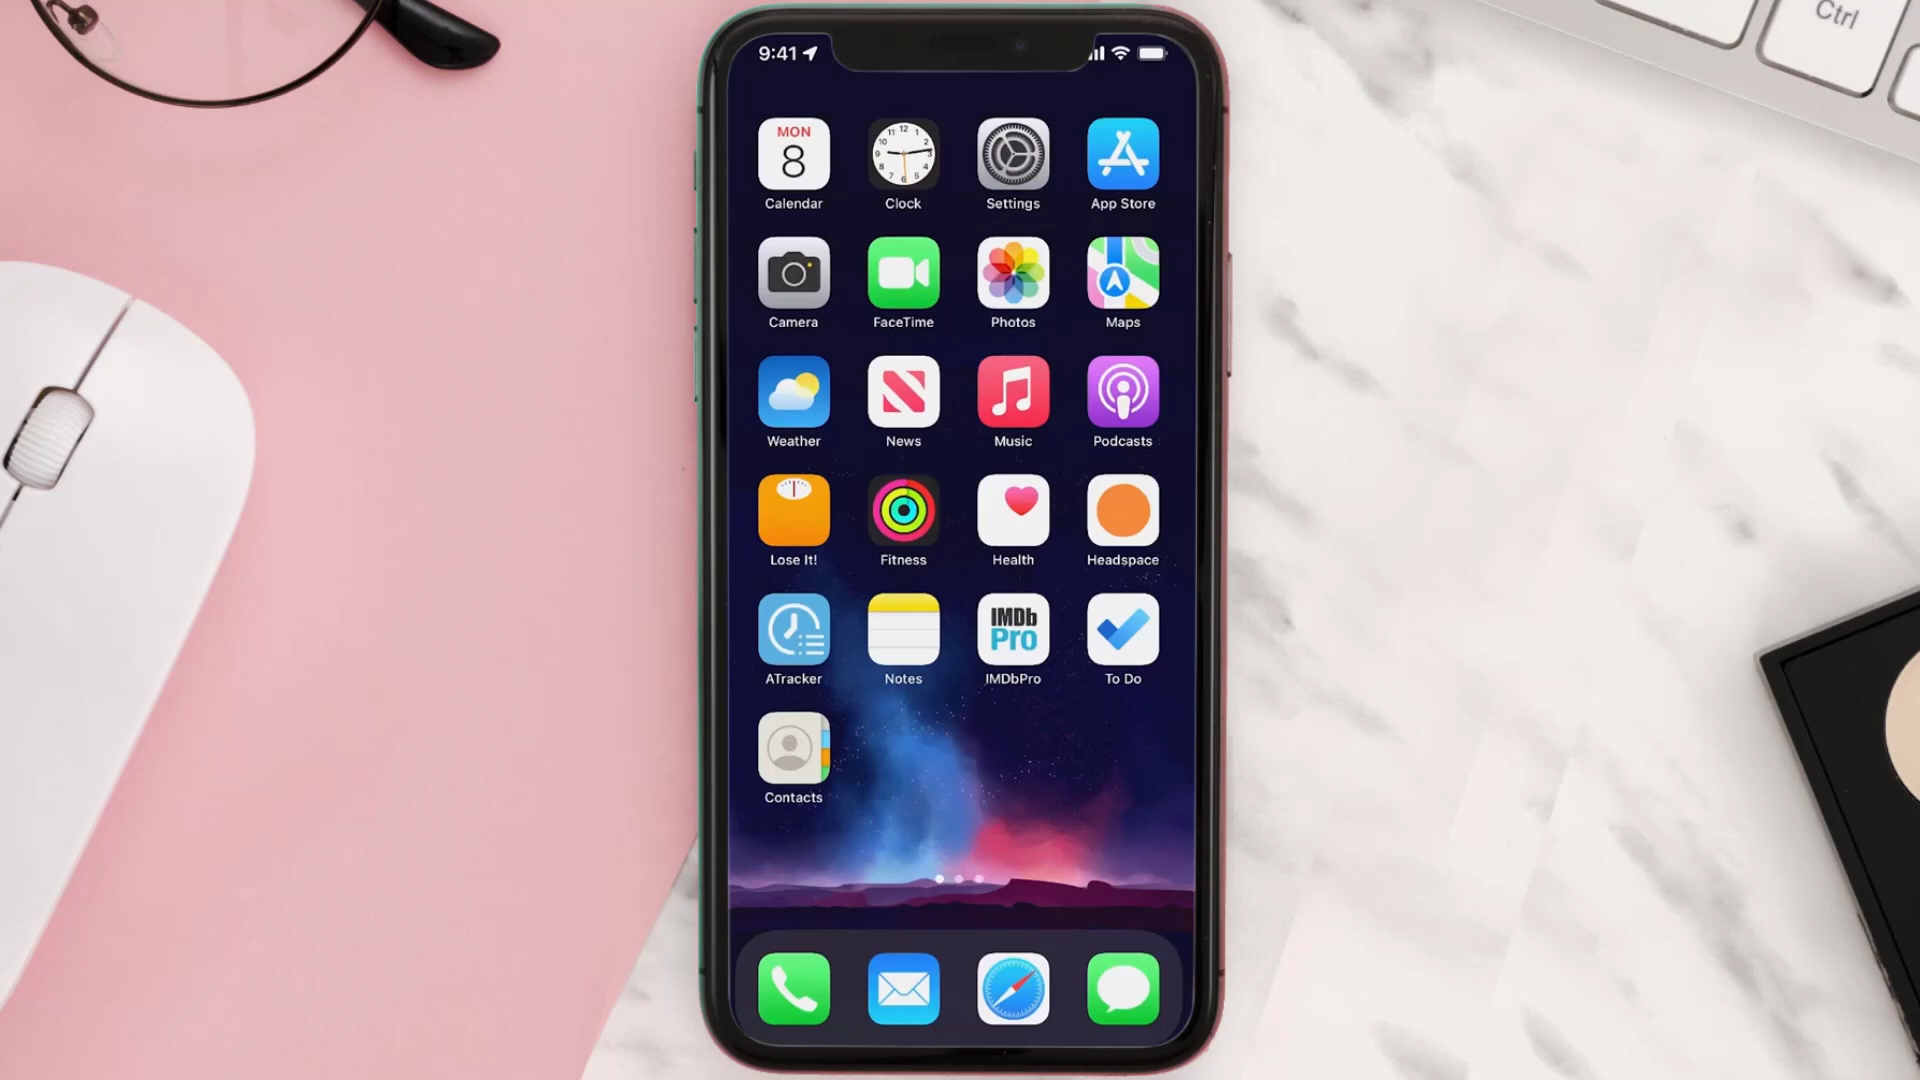 Ctrl
9:41
MON
8
Calendar
Clock
Settings
App Store
Camera
FaceTime
Photos
Maps
Weather
News
Music
Podcasts
Lose It!
Fitness
Health
Headspace
IMDb
Pro
ATracker
Notes
IMDbPro
To Do
Contacts